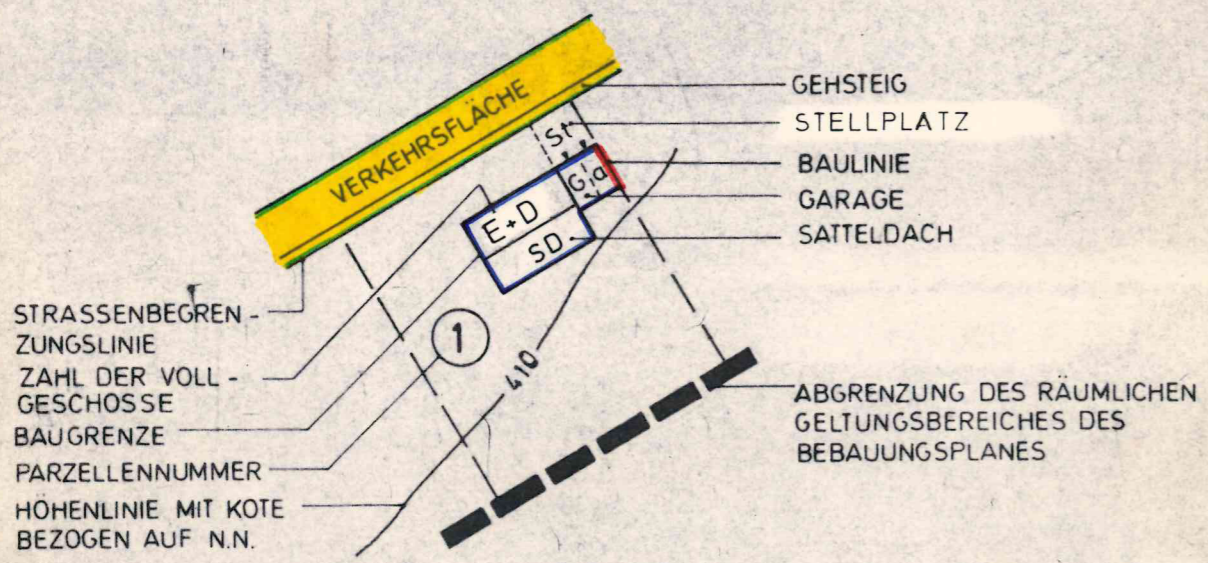 VERKEHRSFLÄCHE
GEHSTEIG
STELLPLATZ
BAULINIE
GARAGE
SATTELDACH
St
Ga
E+D
SD
1
410
STRASSENBEGREN-
ZUNGSLINIE
ZAHL DER VOLL-
GESCHOSSE
BAUGRENZE
PARZELLENNUMMER
HÖHENLINIE MIT KOTE
BEZOGEN AUF N.N.
ABGRENZUNG DES RÄUMLICHEN
GELTUNGSBEREICHES DES
BEBAUUNGSPLANES